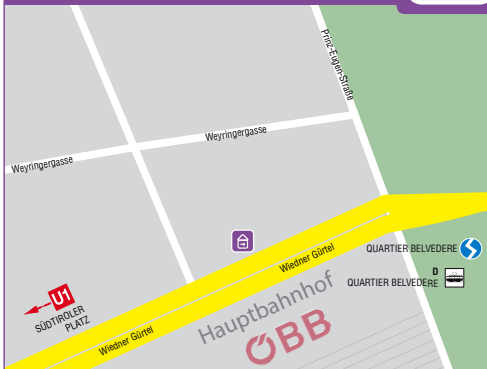 Prinz-Eugen-Straße
Weyringergasse
Weyringergasse
QUARTIER BELVEDERE
Wiedner Gürtel
D
QUARTIER BELVEDERE
Hauptbahnhof
U1
SÜDTIROLER
PLATZ
ÖBB
Wiedner Gürtel